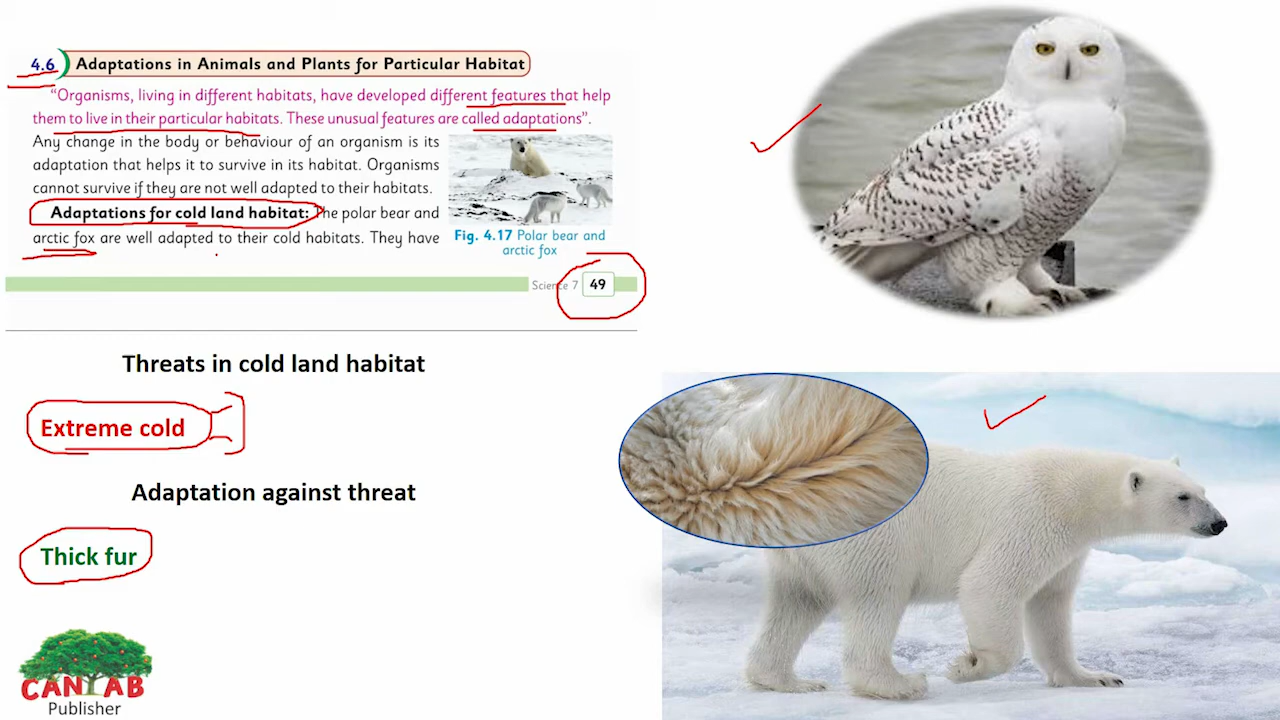 4.6 Adaptations in Animals and Plants for Particular Habitat
“Organisms, living in different habitats, have developed different features that help
them to live in their particular habitats. These unusual features are called adaptations”.
Any change in the body or behaviour of an organism is its
adaptation that helps it to survive in its habitat. Organisms
cannot survive if they are not well adapted to their habitats.
Adaptations for cold land habitat: The polar bear and
arctic fox are well adapted to their cold habitats. They have
Fig. 4.17 Polar bear and
arctic fox
Science 7 49
Threats in cold land habitat
Extreme cold
Adaptation against threat
Thick fur
CANTAB
Publisher